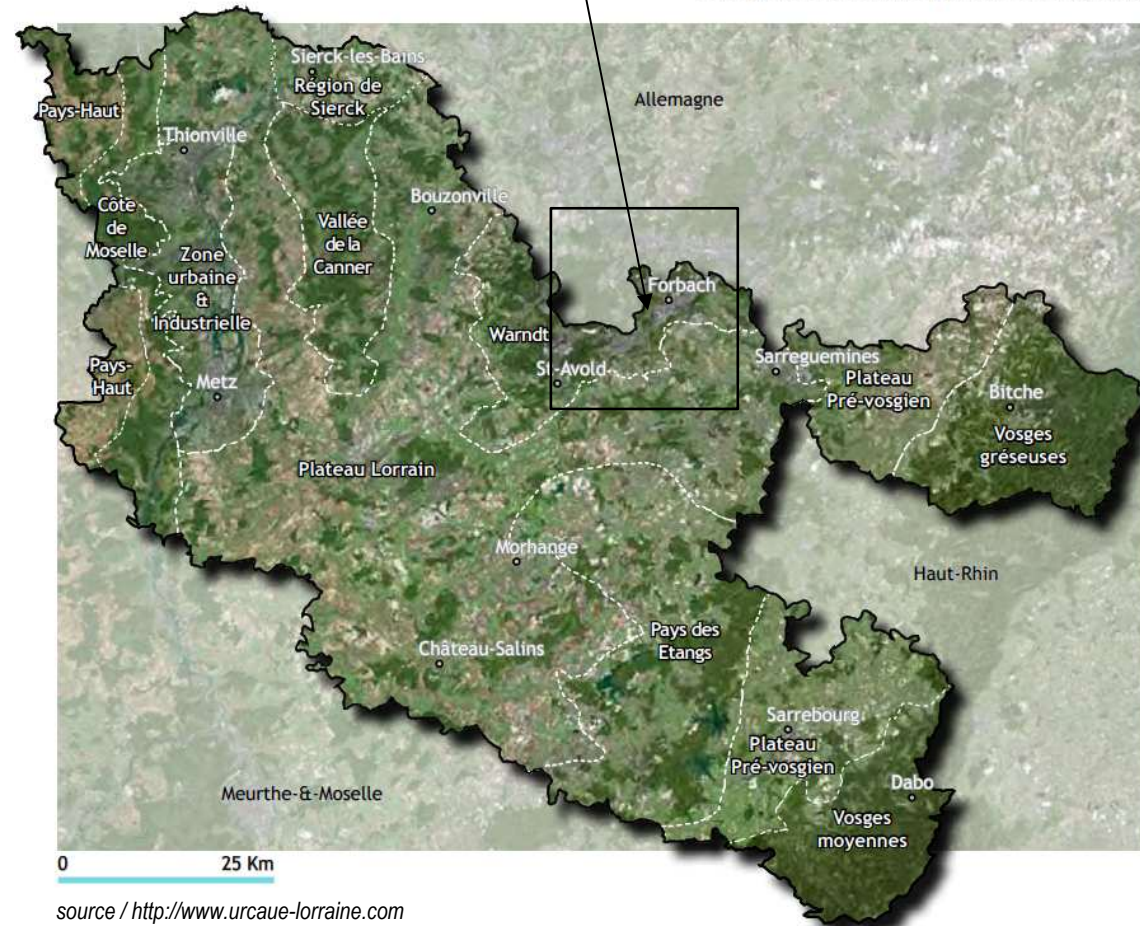 Sierck-les-Bains
Région de
Sierck
Allemagne
Pays-Haut
Thionville
Bouzonville
Côte
de
Moselle
Vallée
de la
Canner
Zone
urbaine
&
Industrielle
Forbach
Warndt
Pays-
Haut
St-Avold
Sarreguemines
Metz
Plateau
Pré-vosgien
Bitche
Vosges
gréseuses
Plateau Lorrain
Morhange
Haut-Rhin
Pays des
Etangs
Château-Salins
Sarrebourg
Plateau
Pré-vosgien
Dabo
Meurthe-&-Moselle
Vosges
moyennes
0 25 Km
source / http://www.urcaue-lorraine.com